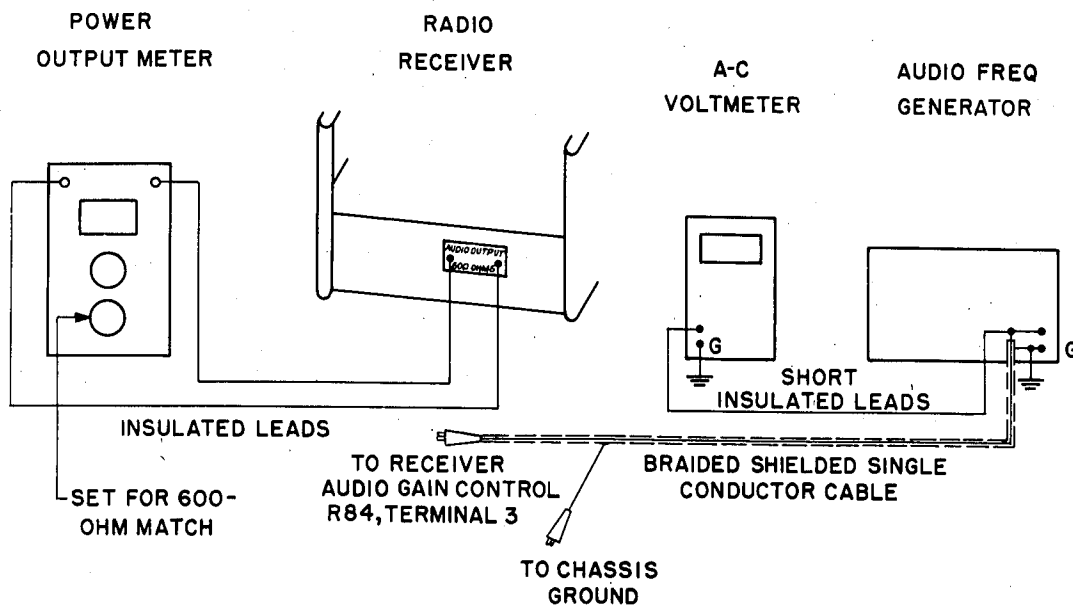 POWER
OUTPUT METER
RADIO
RECEIVER
A-C
VOLTMETER
AUDIO FREQ
GENERATOR
AUDIO OUTPUT
600 OHMS
G
G
SHORT
INSULATED LEADS
INSULATED LEADS
SET FOR 600-
OHM MATCH
TO RECEIVER
AUDIO GAIN CONTROL
R84, TERMINAL 3
BRAIDED SHIELDED SINGLE
CONDUCTOR CABLE
TO CHASSIS
GROUND